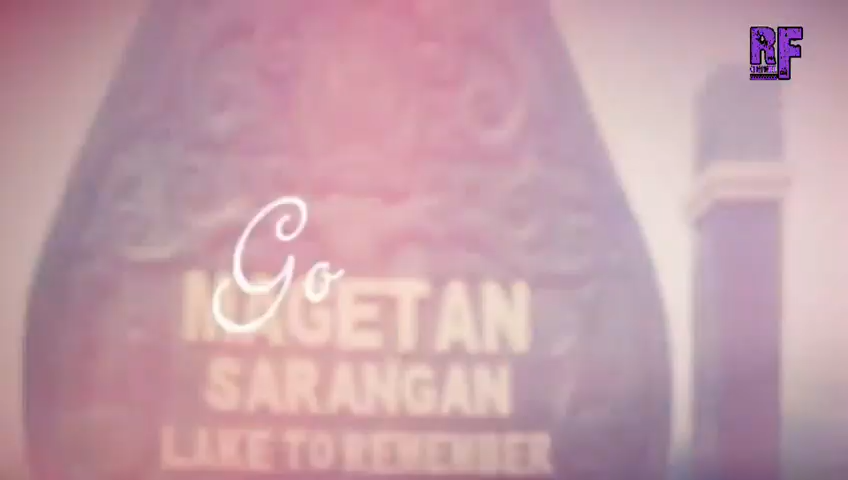 RF
Go
MAGETAN
SARANGAN
LAKE TO REMEMBER